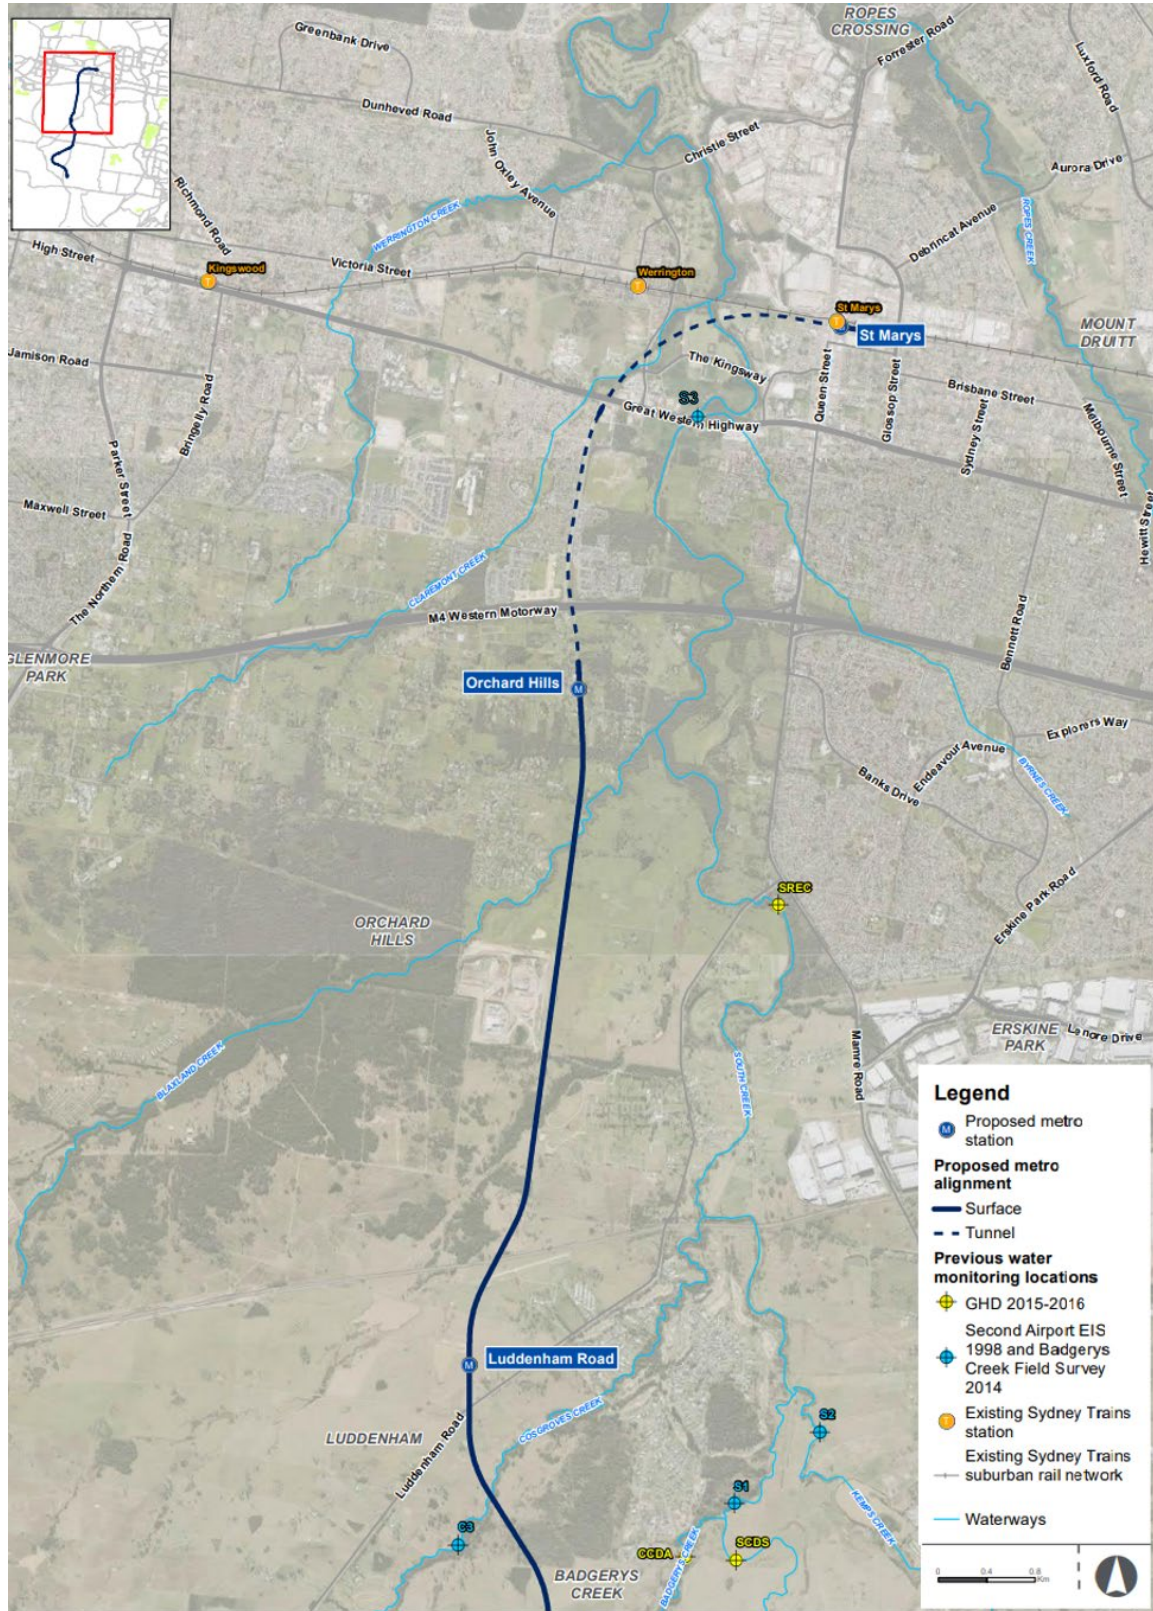 ROPES
CROSSING
Greenbank Drive
Forrester Road
Luxford Road
Dunheved Road
Christie Street
John Oxley Avenue
Aurora Drive
Richmond Road
WERRINGTON CREEK
ROPES CREEK
Debrincat Avenue
High Street
Kingswood
Victoria Street
Werrington
T
T
St Marys
T
St Marys
MOUNT
DRUITT
Jamison Road
The Kingsway
Queen Street
Glossop Street
Brisbane Street
Bringelly Road
S3
Great Western Highway
Sydney Street
Melbourne Street
Parker Street
Maxwell Street
Hewitt Street
The Northern Road
CLAREMONT CREEK
M4 Western Motorway
Bennett Road
GLENMORE
PARK
Orchard Hills
M
Explorers Way
Endeavour Avenue
Banks Drive
BYRNES CREEK
SREC
Erskine Park Road
ORCHARD
HILLS
ERSKINE
PARK
Lenore Drive
Mamre Road
BLAXLAND CREEK
SOUTH CREEK
Luddenham Road
M
COSGROVES CREEK
LUDDENHAM
Luddenham Road
S2
S1
KEMPS CREEK
C3
CCDA
SCDS
BADGERYS CREEK
BADGERYS
CREEK
Legend
M
Proposed metro
station
Proposed metro
alignment
Surface
Tunnel
Previous water
monitoring locations
GHD 2015-2016
Second Airport EIS
1998 and Badgerys
Creek Field Survey
2014
T
Existing Sydney Trains
station
Existing Sydney Trains
suburban rail network
Waterways
0 0.4 0.8
Km